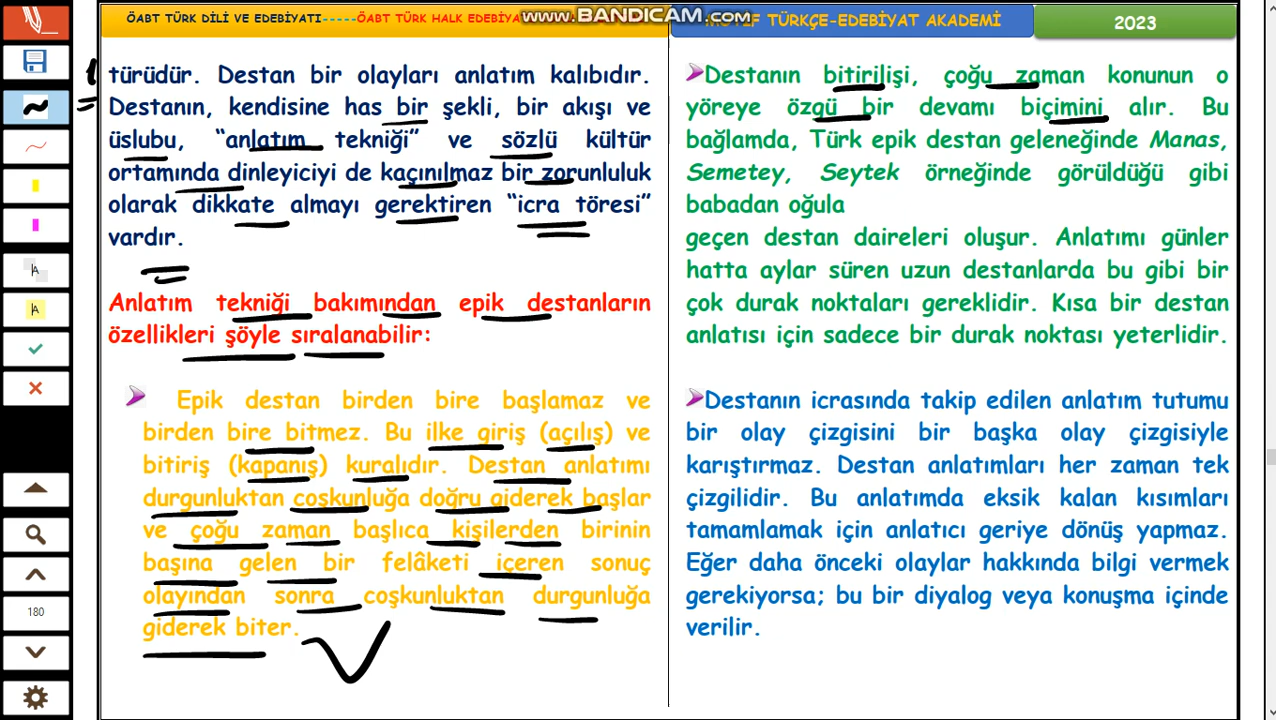 ÖABT TÜRK DİLİ VE EDEBİYATI-----ÖABT TÜRK HALK EDEBİYA
www.BANDICAM.com
MOTİF TÜRKÇE-EDEBİYAT AKADEMİ
2023
türüdür. Destan bir olayları anlatım kalıbıdır.
Destanın, kendisine has bir şekli, bir akışı ve
üslubu, “anlatım tekniği” ve sözlü kültür
ortamında dinleyiciyi de kaçınılmaz bir zorunluluk
olarak dikkate almayı gerektiren “icra töresi”
vardır.
Anlatım tekniği bakımından epik destanların
özellikleri şöyle sıralanabilir:
Epik destan birden bire başlamaz ve
birden bire bitmez. Bu ilke giriş (açılış) ve
bitiriş (kapanış) kuralıdır. Destan anlatımı
durgunluktan coşkunluğa doğru giderek başlar
ve çoğu zaman başlıca kişilerden birinin
başına gelen bir felâketi içeren sonuç
olayından sonra coşkunluktan durgunluğa
giderek biter.
Destanın bitirilişi, çoğu zaman konunun o
yöreye özgü bir devamı biçimini alır. Bu
bağlamda, Türk epik destan geleneğinde Manas,
Semetey, Seytek örneğinde görüldüğü gibi
babadan oğula
geçen destan daireleri oluşur. Anlatımı günler
hatta aylar süren uzun destanlarda bu gibi bir
çok durak noktaları gereklidir. Kısa bir destan
anlatısı için sadece bir durak noktası yeterlidir.
Destanın icrasında takip edilen anlatım tutumu
bir olay çizgisini bir başka olay çizgisiyle
karıştırmaz. Destan anlatımları her zaman tek
çizgilidir. Bu anlatımda eksik kalan kısımları
tamamlamak için anlatıcı geriye dönüş yapmaz.
Eğer daha önceki olaylar hakkında bilgi vermek
gerekiyorsa; bu bir diyalog veya konuşma içinde
verilir.
180